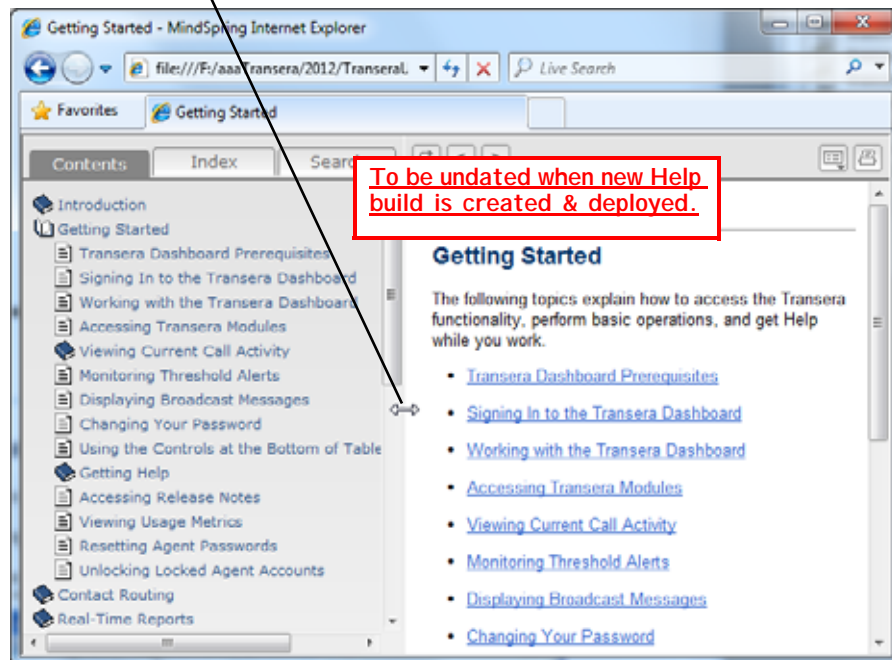 Getting Started - MindSpring Internet Explorer
file:///F:/aaaTransera/2012/TranseraL
Live Search
Favorites
Getting Started
Contents
Index
Searc
To be undated when new Help
build is created & deployed.
Introduction
Getting Started
Transera Dashboard Prerequisites
Signing In to the Transera Dashboard
Working with the Transera Dashboard
Accessing Transera Modules
Viewing Current Call Activity
Monitoring Threshold Alerts
Displaying Broadcast Messages
Changing Your Password
Using the Controls at the Bottom of Table
Getting Help
Accessing Release Notes
Viewing Usage Metrics
Resetting Agent Passwords
Unlocking Locked Agent Accounts
Contact Routing
Real-Time Reports
Getting Started
The following topics explain how to access the Transera
functionality, perform basic operations, and get Help
while you work.
• Transera Dashboard Prerequisites
• Signing In to the Transera Dashboard
• Working with the Transera Dashboard
• Accessing Transera Modules
• Viewing Current Call Activity
• Monitoring Threshold Alerts
• Displaying Broadcast Messages
• Changing Your Password